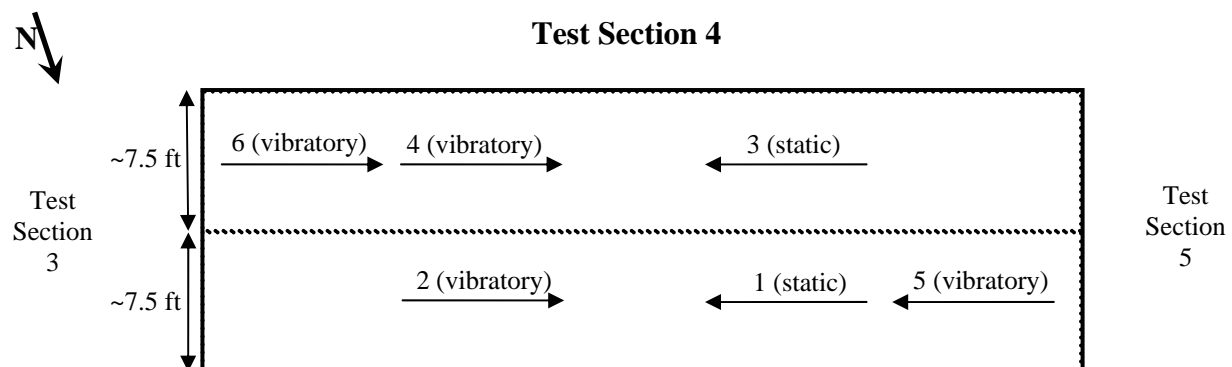 N
Test Section 4
6 (vibratory) 4 (vibratory) 3 (static)
~7.5 ft
Test
Section
3
Test
Section
5
2 (vibratory) 1 (static) 5 (vibratory)
~7.5 ft